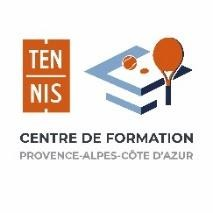 TEN
NIS
CENTRE DE FORMATION
PROVENCE-ALPES-CÔTE D'AZUR